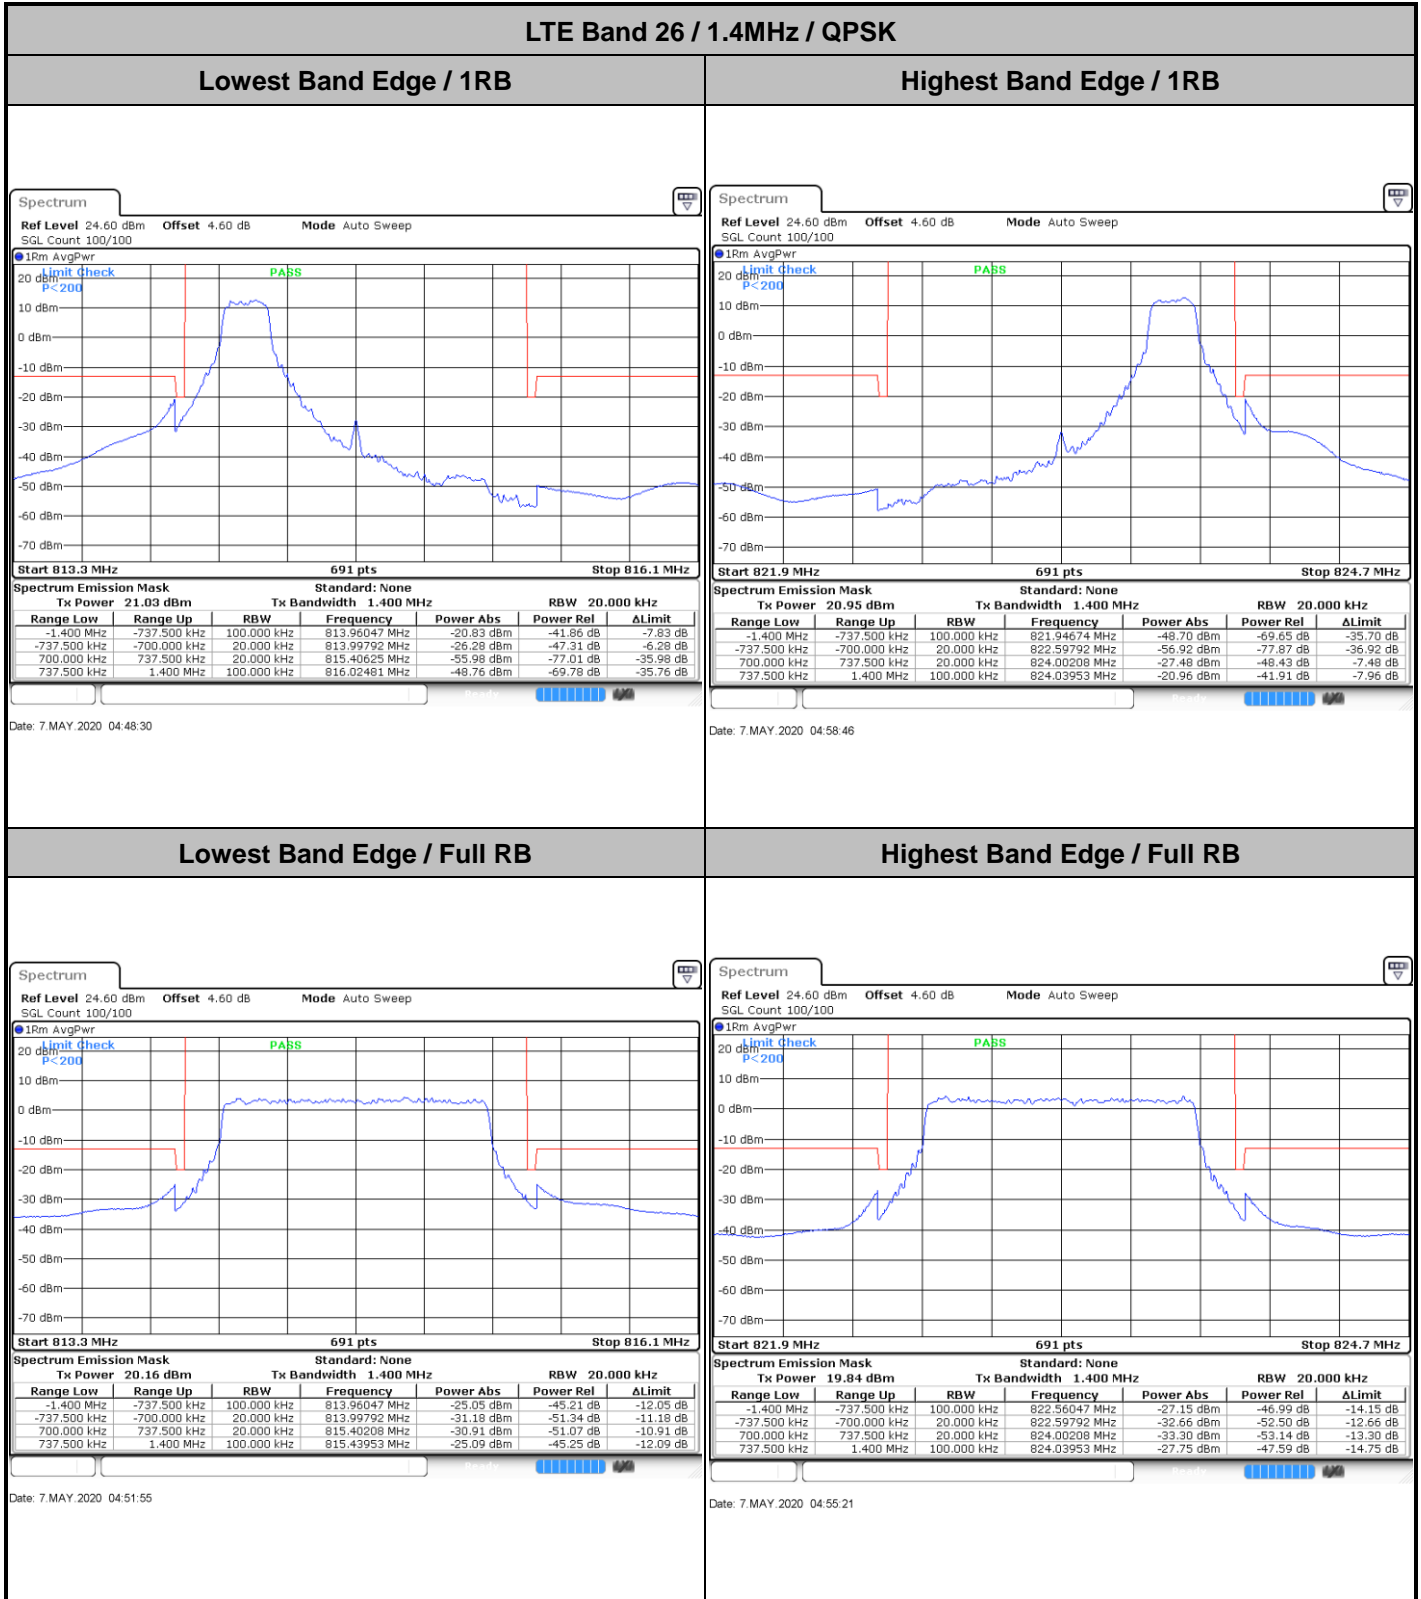 LTE Band 26 / 1.4MHz / QPSK
Lowest Band Edge / 1RB
Highest Band Edge / 1RB
Spectrum
Ref Level 24.60 dBm Offset 4.60 dB Mode Auto Sweep
SGL Count 100/100
1Rm AvgPwr
Limit Check PASS
P<200
20 dBm
10 dBm
0 dBm
-10 dBm
-20 dBm
-30 dBm
-40 dBm
-50 dBm
-60 dBm
-70 dBm
Start 813.3 MHz 691 pts Stop 816.1 MHz
Spectrum Emission Mask Standard: None
Tx Power 21.03 dBm Tx Bandwidth 1.400 MHz RBW 20.000 kHz
Range Low Range Up RBW Frequency Power Abs Power Rel ΔLimit
-1.400 MHz -737.500 kHz 100.000 kHz 813.96047 MHz -20.83 dBm -41.86 dB -7.83 dB
-737.500 kHz -700.000 kHz 20.000 kHz 813.99792 MHz -26.28 dBm -47.31 dB -6.28 dB
700.000 kHz 737.500 kHz 20.000 kHz 815.40625 MHz -55.98 dBm -77.01 dB -35.98 dB
737.500 kHz 1.400 MHz 100.000 kHz 816.02481 MHz -48.76 dBm -69.78 dB -35.76 dB
Ready
Date: 7.MAY.2020 04:48:30
Spectrum
Ref Level 24.60 dBm Offset 4.60 dB Mode Auto Sweep
SGL Count 100/100
1Rm AvgPwr
Limit Check PASS
P<200
20 dBm
10 dBm
0 dBm
-10 dBm
-20 dBm
-30 dBm
-40 dBm
-50 dBm
-60 dBm
-70 dBm
Start 821.9 MHz 691 pts Stop 824.7 MHz
Spectrum Emission Mask Standard: None
Tx Power 20.95 dBm Tx Bandwidth 1.400 MHz RBW 20.000 kHz
Range Low Range Up RBW Frequency Power Abs Power Rel ΔLimit
-1.400 MHz -737.500 kHz 100.000 kHz 821.94674 MHz -48.70 dBm -69.65 dB -35.70 dB
-737.500 kHz -700.000 kHz 20.000 kHz 822.59792 MHz -56.92 dBm -77.87 dB -36.92 dB
700.000 kHz 737.500 kHz 20.000 kHz 824.00208 MHz -27.48 dBm -48.43 dB -7.48 dB
737.500 kHz 1.400 MHz 100.000 kHz 824.03953 MHz -20.96 dBm -41.91 dB -7.96 dB
Ready
Date: 7.MAY.2020 04:58:46
Lowest Band Edge / Full RB
Highest Band Edge / Full RB
Spectrum
Ref Level 24.60 dBm Offset 4.60 dB Mode Auto Sweep
SGL Count 100/100
1Rm AvgPwr
Limit Check PASS
P<200
20 dBm
10 dBm
0 dBm
-10 dBm
-20 dBm
-30 dBm
-40 dBm
-50 dBm
-60 dBm
-70 dBm
Start 813.3 MHz 691 pts Stop 816.1 MHz
Spectrum Emission Mask Standard: None
Tx Power 20.16 dBm Tx Bandwidth 1.400 MHz RBW 20.000 kHz
Range Low Range Up RBW Frequency Power Abs Power Rel ΔLimit
-1.400 MHz -737.500 kHz 100.000 kHz 813.96047 MHz -25.05 dBm -45.21 dB -12.05 dB
-737.500 kHz -700.000 kHz 20.000 kHz 813.99792 MHz -31.18 dBm -51.34 dB -11.18 dB
700.000 kHz 737.500 kHz 20.000 kHz 815.40208 MHz -30.91 dBm -51.07 dB -10.91 dB
737.500 kHz 1.400 MHz 100.000 kHz 815.43953 MHz -25.09 dBm -45.25 dB -12.09 dB
Ready
Date: 7.MAY.2020 04:51:55
Spectrum
Ref Level 24.60 dBm Offset 4.60 dB Mode Auto Sweep
SGL Count 100/100
1Rm AvgPwr
Limit Check PASS
P<200
20 dBm
10 dBm
0 dBm
-10 dBm
-20 dBm
-30 dBm
-40 dBm
-50 dBm
-60 dBm
-70 dBm
Start 821.9 MHz 691 pts Stop 824.7 MHz
Spectrum Emission Mask Standard: None
Tx Power 19.84 dBm Tx Bandwidth 1.400 MHz RBW 20.000 kHz
Range Low Range Up RBW Frequency Power Abs Power Rel ΔLimit
-1.400 MHz -737.500 kHz 100.000 kHz 822.56047 MHz -27.15 dBm -46.99 dB -14.15 dB
-737.500 kHz -700.000 kHz 20.000 kHz 822.59792 MHz -32.66 dBm -52.50 dB -12.66 dB
700.000 kHz 737.500 kHz 20.000 kHz 824.00208 MHz -33.30 dBm -53.14 dB -13.30 dB
737.500 kHz 1.400 MHz 100.000 kHz 824.03953 MHz -27.75 dBm -47.59 dB -14.75 dB
Ready
Date: 7.MAY.2020 04:55:21